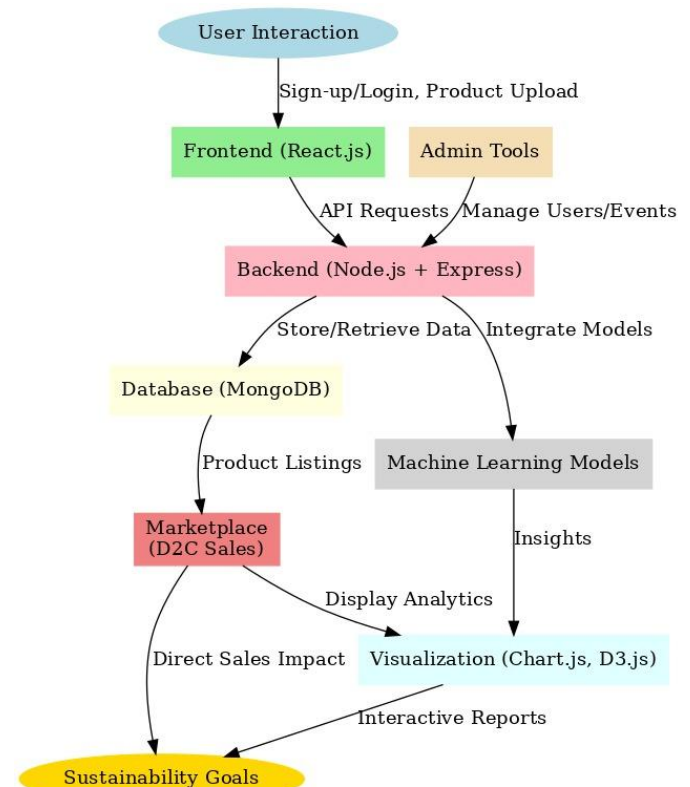 User Interaction
Sign-up/Login, Product Upload
Frontend (React.js)
Admin Tools
API Requests
Manage Users/Events
Backend (Node.js + Express)
Store/Retrieve Data
Integrate Models
Database (MongoDB)
Product Listings
Machine Learning Models
Marketplace
(D2C Sales)
Insights
Display Analytics
Direct Sales Impact
Visualization (Chart.js, D3.js)
Interactive Reports
Sustainability Goals